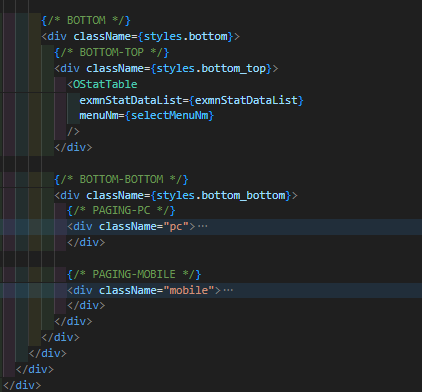 {/* BOTTOM */}
<div className={styles.bottom}>
{/* BOTTOM-TOP */}
<div className={styles.bottom_top}>
<OStatTable
exmnStatDataList={exmnStatDataList}
menuNm={selectMenuNm}
/>
</div>
{/* BOTTOM-BOTTOM */}
<div className={styles.bottom_bottom}>
{/* PAGING-PC */}
<div className="pc">…
</div>
{/* PAGING-MOBILE */}
<div className="mobile">…
</div>
</div>
</div>
</div>
</div>
</div>